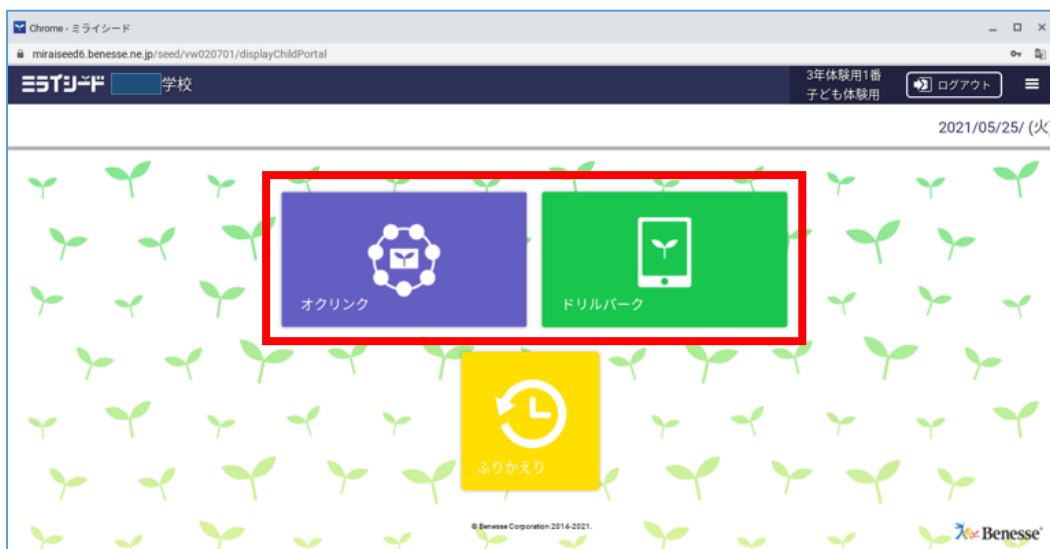 Chrome - ミライシード
miraiseed6.benesse.ne.jp/seed/vw020701/displayChildPortal
ミライシード 学校
3年体験用1番
子ども体験用
ログアウト
2021/05/25/ (火)
オクリンク
ドリルパーク
ふりかえり
© Benesse Corporation 2014-2021.
Benesse®